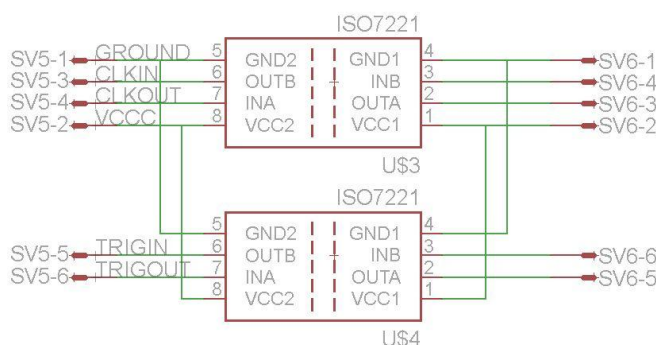 ISO7221
SV5-1 GROUND 5 GND2 GND1 4 SV6-1
SV5-3 CLKIN 6 OUTB INB 3 SV6-4
SV5-4 CLKOUT 7 INA OUTA 2 SV6-3
SV5-2 VCCC 8 VCC2 VCC1 1 SV6-2
U$3
ISO7221
5 GND2 GND1 4
SV5-5 TRIGIN 6 OUTB INB 3 SV6-6
SV5-6 TRIGOUT 7 INA OUTA 2 SV6-5
8 VCC2 VCC1 1
U$4